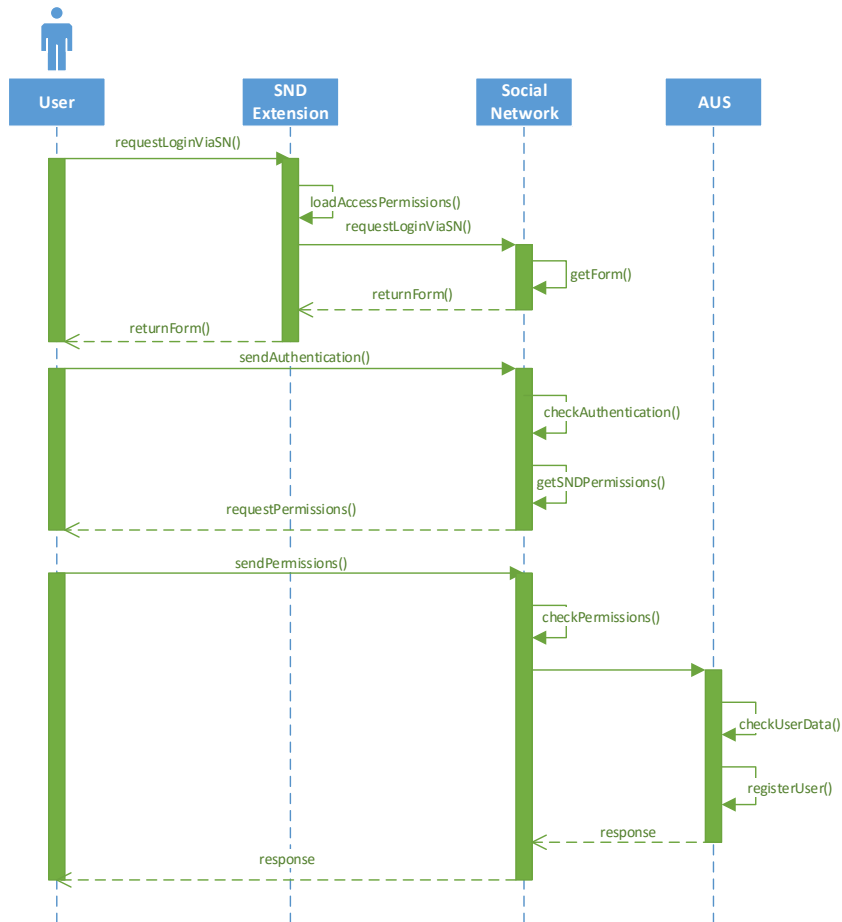 User
SND
Extension
Social
Network
AUS
requestLoginViaSN()
loadAccessPermissions()
requestLoginViaSN()
getForm()
returnForm()
returnForm()
sendAuthentication()
checkAuthentication()
getSNDPermissions()
requestPermissions()
sendPermissions()
checkPermissions()
checkUserData()
registerUser()
response
response